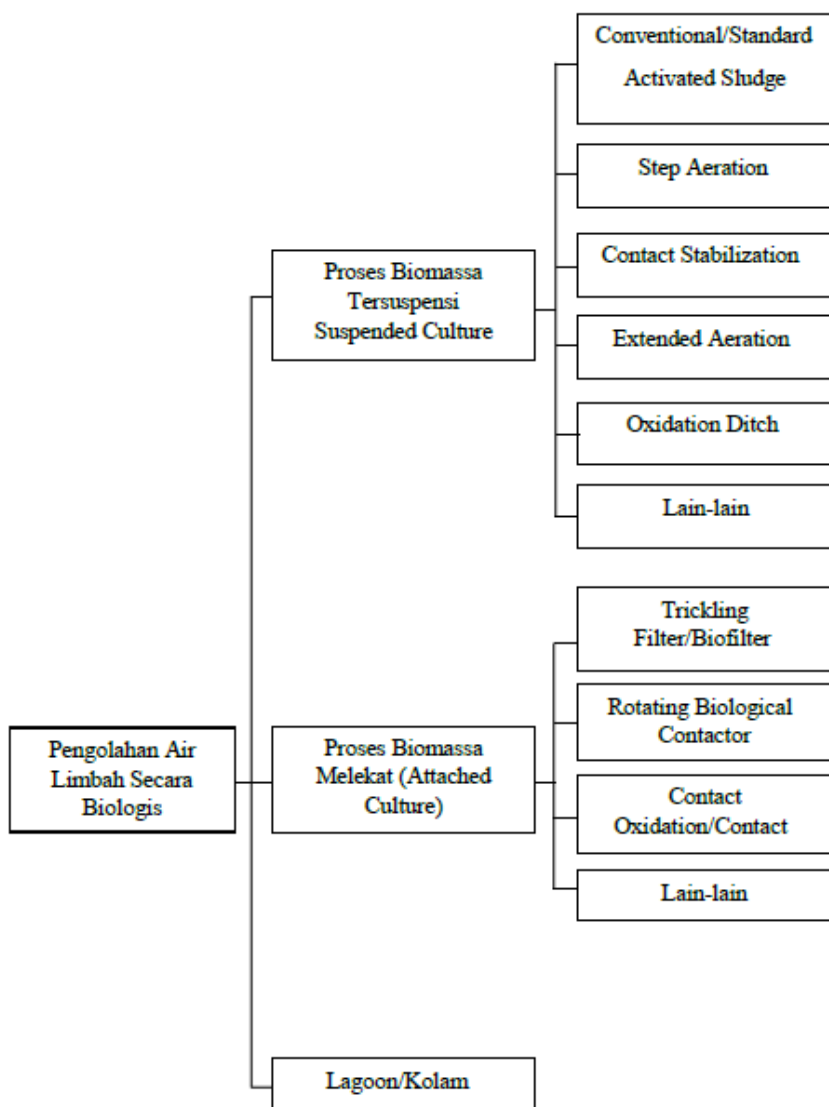 Pengolahan Air
Limbah Secara
Biologis
Proses Biomassa
Tersuspensi
Suspended Culture
Conventional/Standard
Activated Sludge
Step Aeration
Contact Stabilization
Extended Aeration
Oxidation Ditch
Lain-lain
Proses Biomassa
Melekat (Attached
Culture)
Trickling
Filter/Biofilter
Rotating Biological
Contactor
Contact
Oxidation/Contact
Lain-lain
Lagoon/Kolam